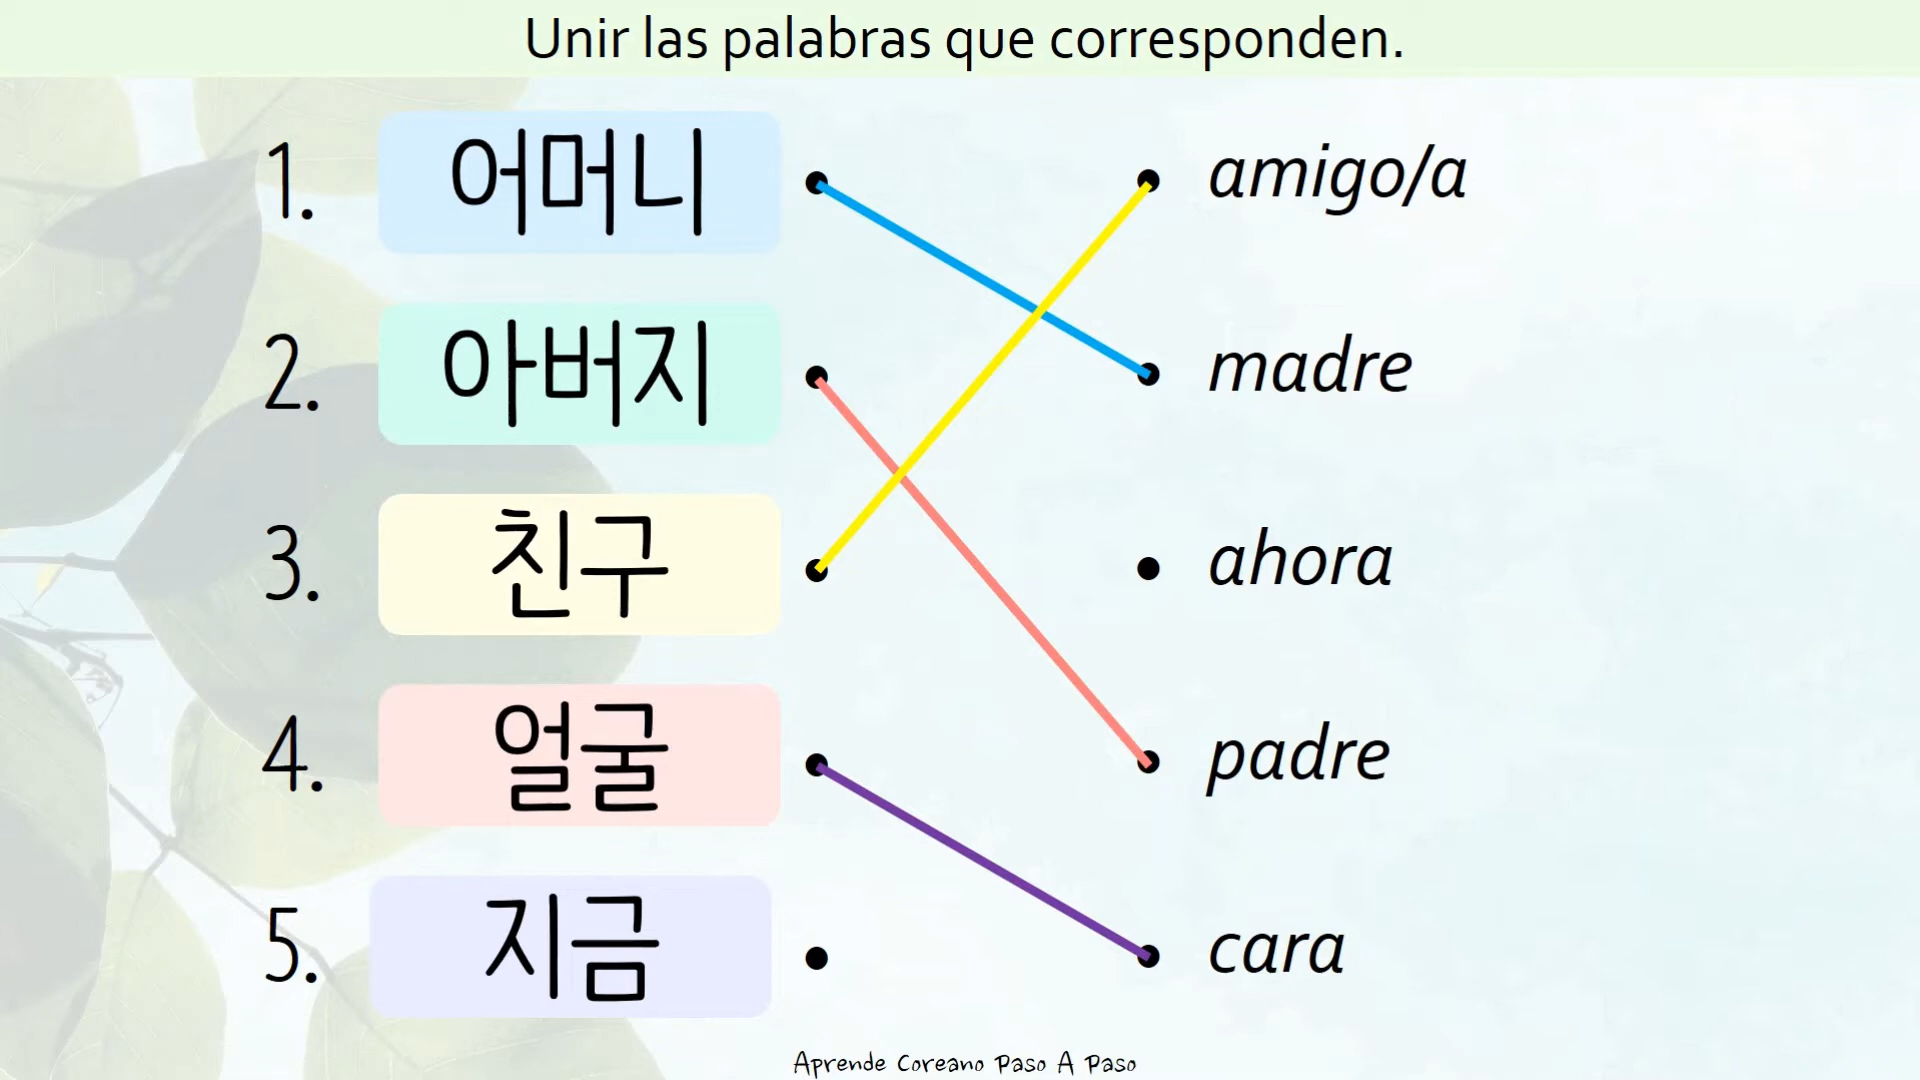 Unir las palabras que corresponden.
1. 어머니 amigo/a
2. 아버지 madre
3. 친구 ahora
4. 얼굴 padre
5. 지금 cara
Aprende Coreano Paso A Paso